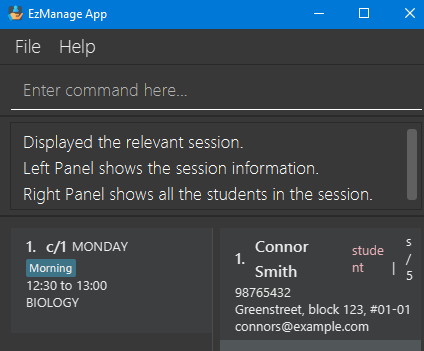 EzManage App
File Help
Enter command here...
Displayed the relevant session.
Left Panel shows the session information.
Right Panel shows all the students in the session.
1. c/1 MONDAY
Morning
12:30 to 13:00
BIOLOGY
1. Connor Smith
student | s/5
98765432
Greenstreet, block 123, #01-01
connors@example.com